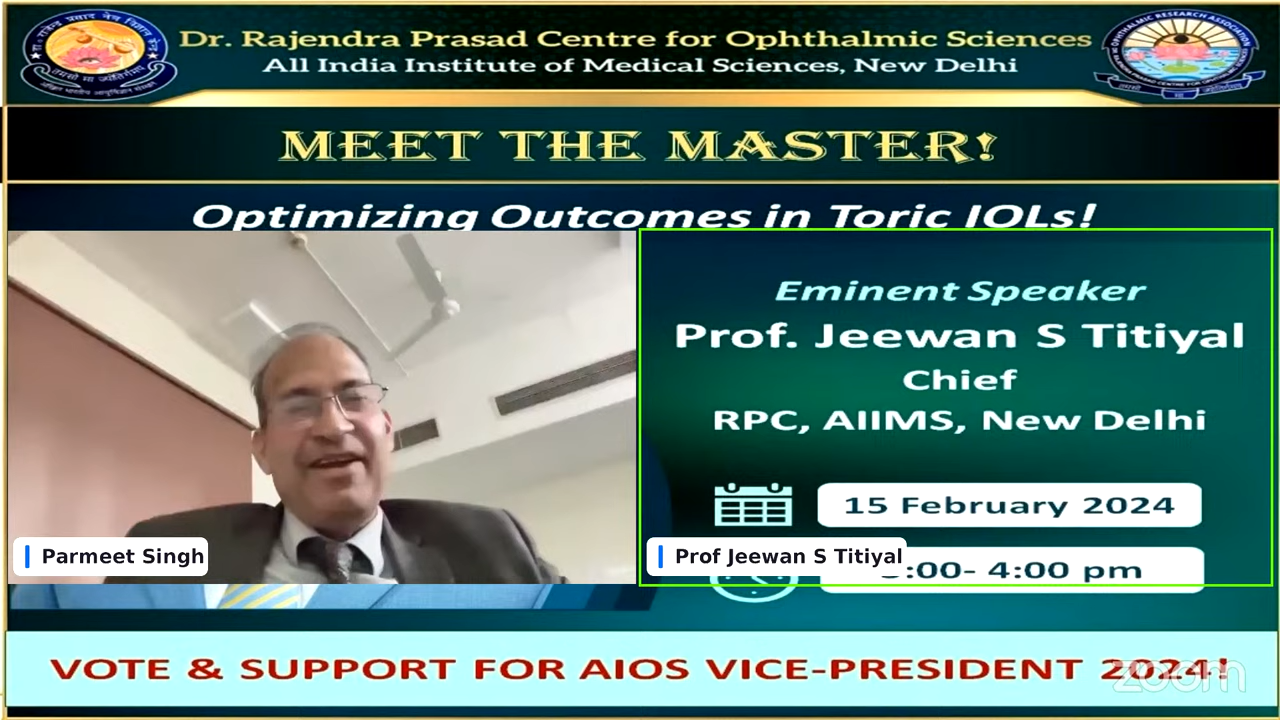 Dr. Rajendra Prasad Centre for Ophthalmic Sciences
All India Institute of Medical Sciences, New Delhi
MEET THE MASTER!
Optimizing Outcomes in Toric IOLs!
Eminent Speaker
Prof. Jeewan S Titiyal
Chief
RPC, AIIMS, New Delhi
15 February 2024
:00- 4:00 pm
Parmeet Singh
Prof Jeewan S Titiyal
VOTE & SUPPORT FOR AIOS VICE-PRESIDENT 2024!
zoom